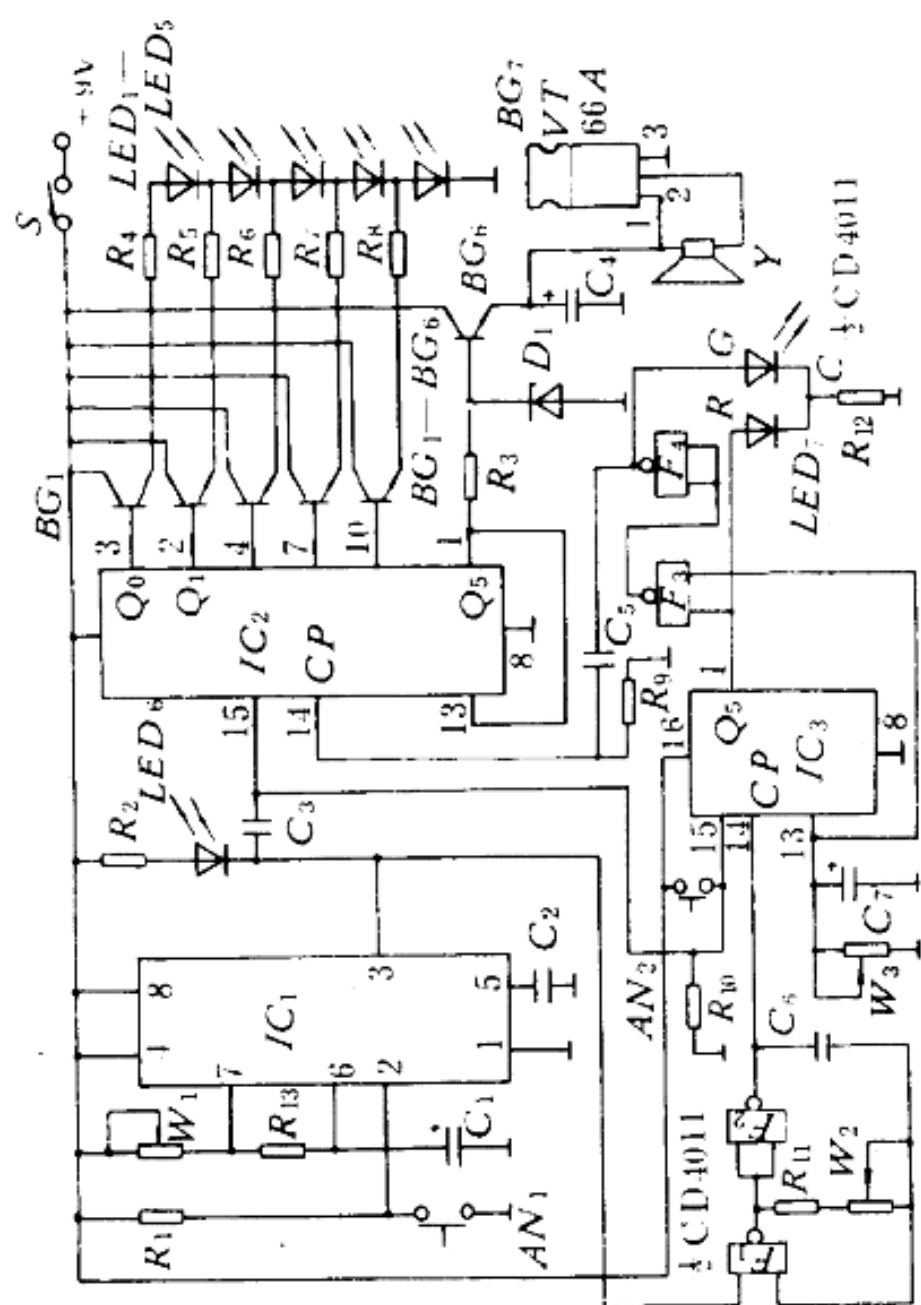 S
+9V
LED₁—
LED₅
BG₁
R₄
R₅
R₆
R₇
R₈
3
Q₀
2
Q₁
4
7
10
1
Q₅
IC₂
CP
15
14
13
8
BG₁—BG₆
BG₆
R₃
D₁
C₄
BG₇
VT
66A
1
2
3
Y
R₂
LED₆
C₃
4
8
IC₁
7
6
2
3
5
1
W₁
R₁₃
C₁
C₂
R₁
AN₁
C₅
R₉
F₃
F₄
R
G
C
LED₇
R₁₂
½CD4011
16
1
Q₅
CP
IC₃
15
14
13
8
AN₂
R₁₀
C₇
W₃
C₆
½CD4011
R₁₁
W₂